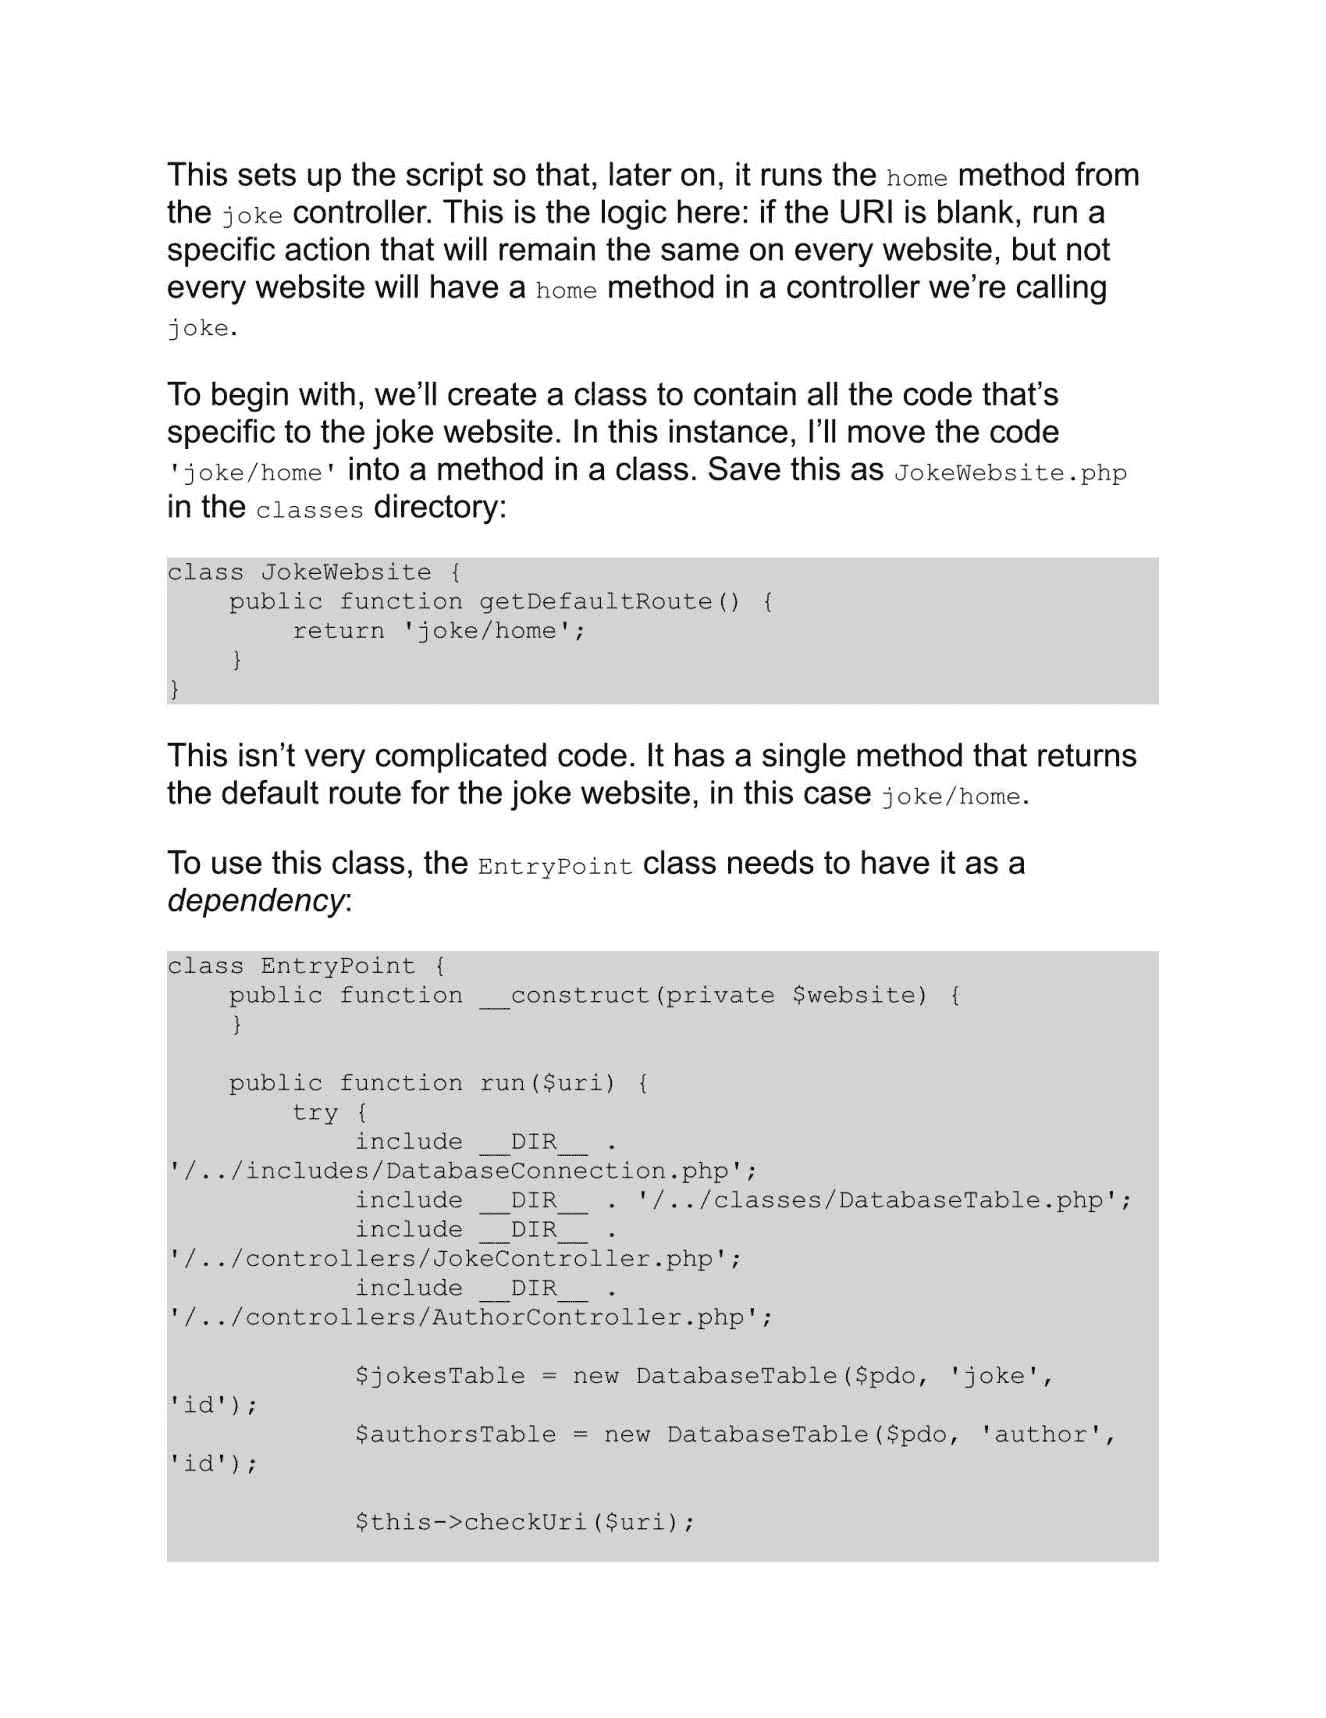 This sets up the script so that, later on, it runs the home method from
the joke controller. This is the logic here: if the URI is blank, run a
specific action that will remain the same on every website, but not
every website will have a home method in a controller we’re calling
joke.
To begin with, we’ll create a class to contain all the code that’s
specific to the joke website. In this instance, I’ll move the code
'joke/home' into a method in a class. Save this as JokeWebsite.php
in the classes directory:
class JokeWebsite {
    public function getDefaultRoute() {
        return 'joke/home';
    }
}
This isn’t very complicated code. It has a single method that returns
the default route for the joke website, in this case joke/home.
To use this class, the EntryPoint class needs to have it as a
dependency:
class EntryPoint {
    public function __construct(private $website) {
    }
    public function run($uri) {
        try {
            include __DIR__ .
'/../includes/DatabaseConnection.php';
            include __DIR__ . '/../classes/DatabaseTable.php';
            include __DIR__ .
'/../controllers/JokeController.php';
            include __DIR__ .
'/../controllers/AuthorController.php';
            $jokesTable = new DatabaseTable($pdo, 'joke',
'id');
            $authorsTable = new DatabaseTable($pdo, 'author',
'id');
            $this->checkUri($uri);